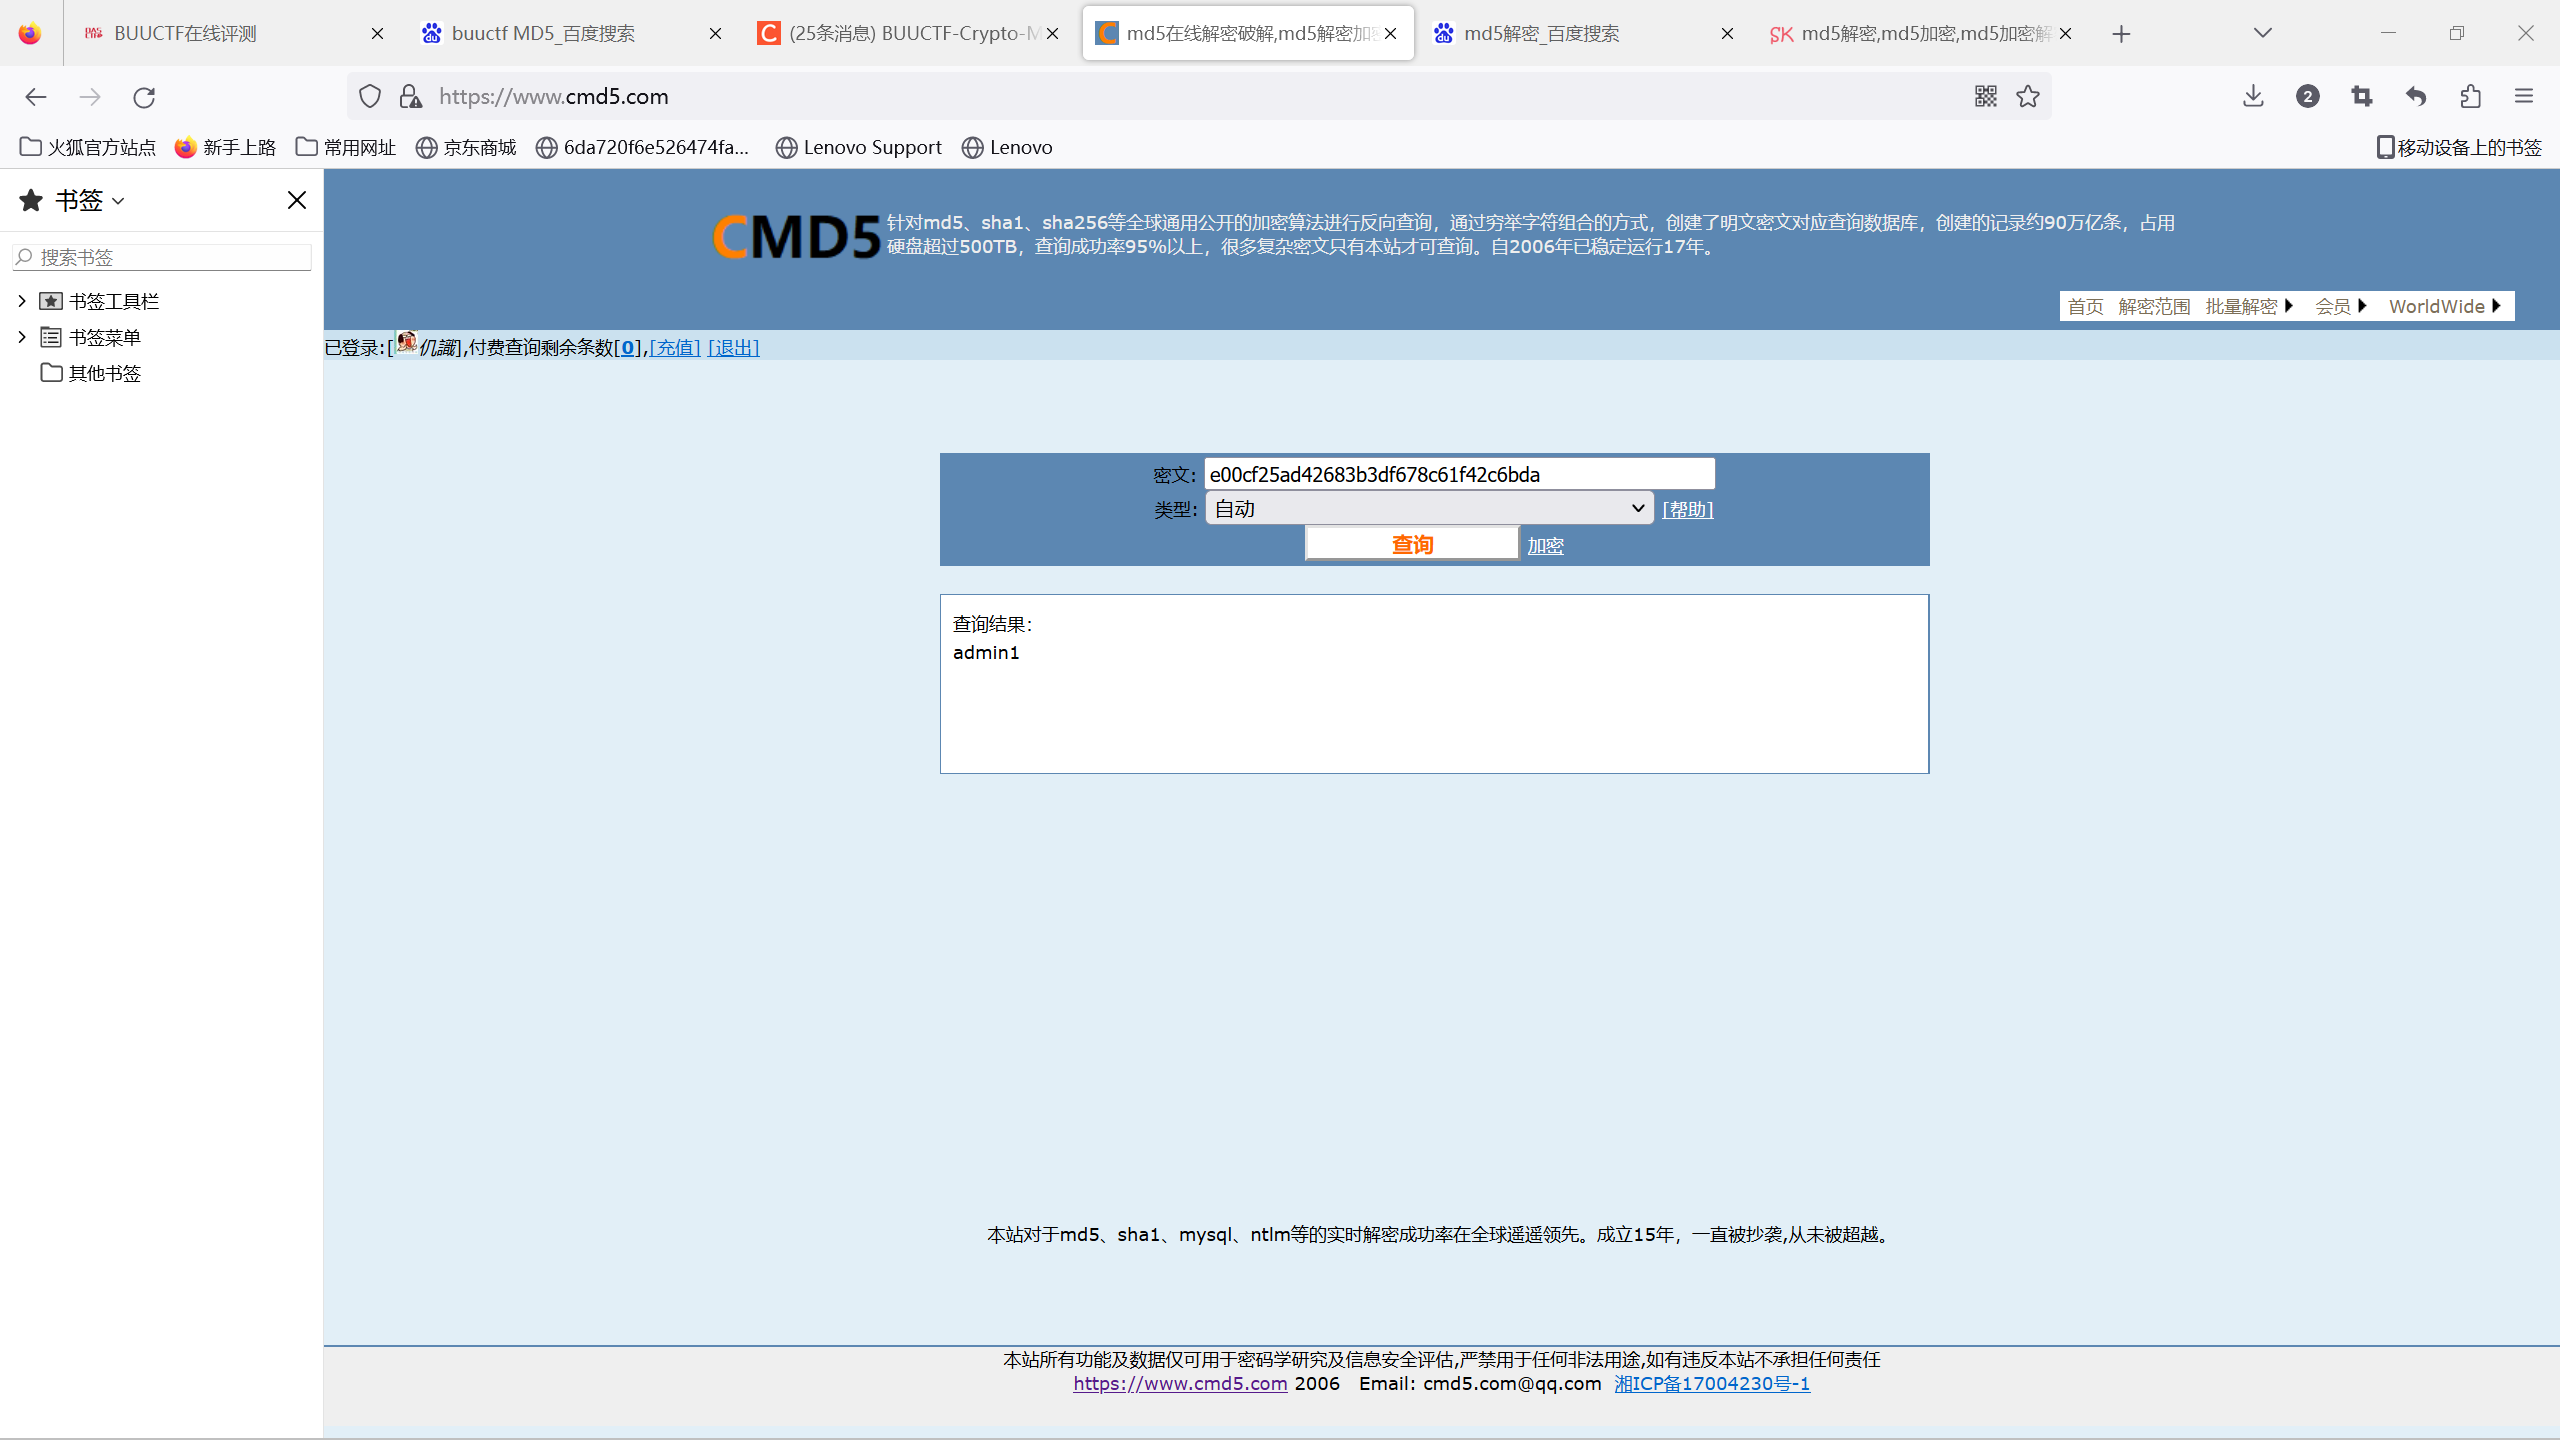 BUUCTF在线评测
buuctf MD5_百度搜索
(25条消息) BUUCTF-Crypto-M
md5在线解密破解,md5解密加密
md5解密_百度搜索
md5解密,md5加密,md5加密解
https://www.cmd5.com
2
火狐官方站点
新手上路
常用网址
京东商城
6da720f6e526474fa...
Lenovo Support
Lenovo
移动设备上的书签
书签
搜索书签
书签工具栏
书签菜单
其他书签
CMD5
针对md5、sha1、sha256等全球通用公开的加密算法进行反向查询，通过穷举字符组合的方式，创建了明文密文对应查询数据库，创建的记录约90万亿条，占用
硬盘超过500TB，查询成功率95%以上，很多复杂密文只有本站才可查询。自2006年已稳定运行17年。
首页 解密范围 批量解密 会员 WorldWide
已登录:[仉識],付费查询剩余条数[0],[充值] [退出]
密文: e00cf25ad42683b3df678c61f42c6bda
类型: 自动 [帮助]
查询 加密
查询结果：
admin1
本站对于md5、sha1、mysql、ntlm等的实时解密成功率在全球遥遥领先。成立15年，一直被抄袭,从未被超越。
本站所有功能及数据仅可用于密码学研究及信息安全评估,严禁用于任何非法用途,如有违反本站不承担任何责任
https://www.cmd5.com 2006 Email: cmd5.com@qq.com 湘ICP备17004230号-1